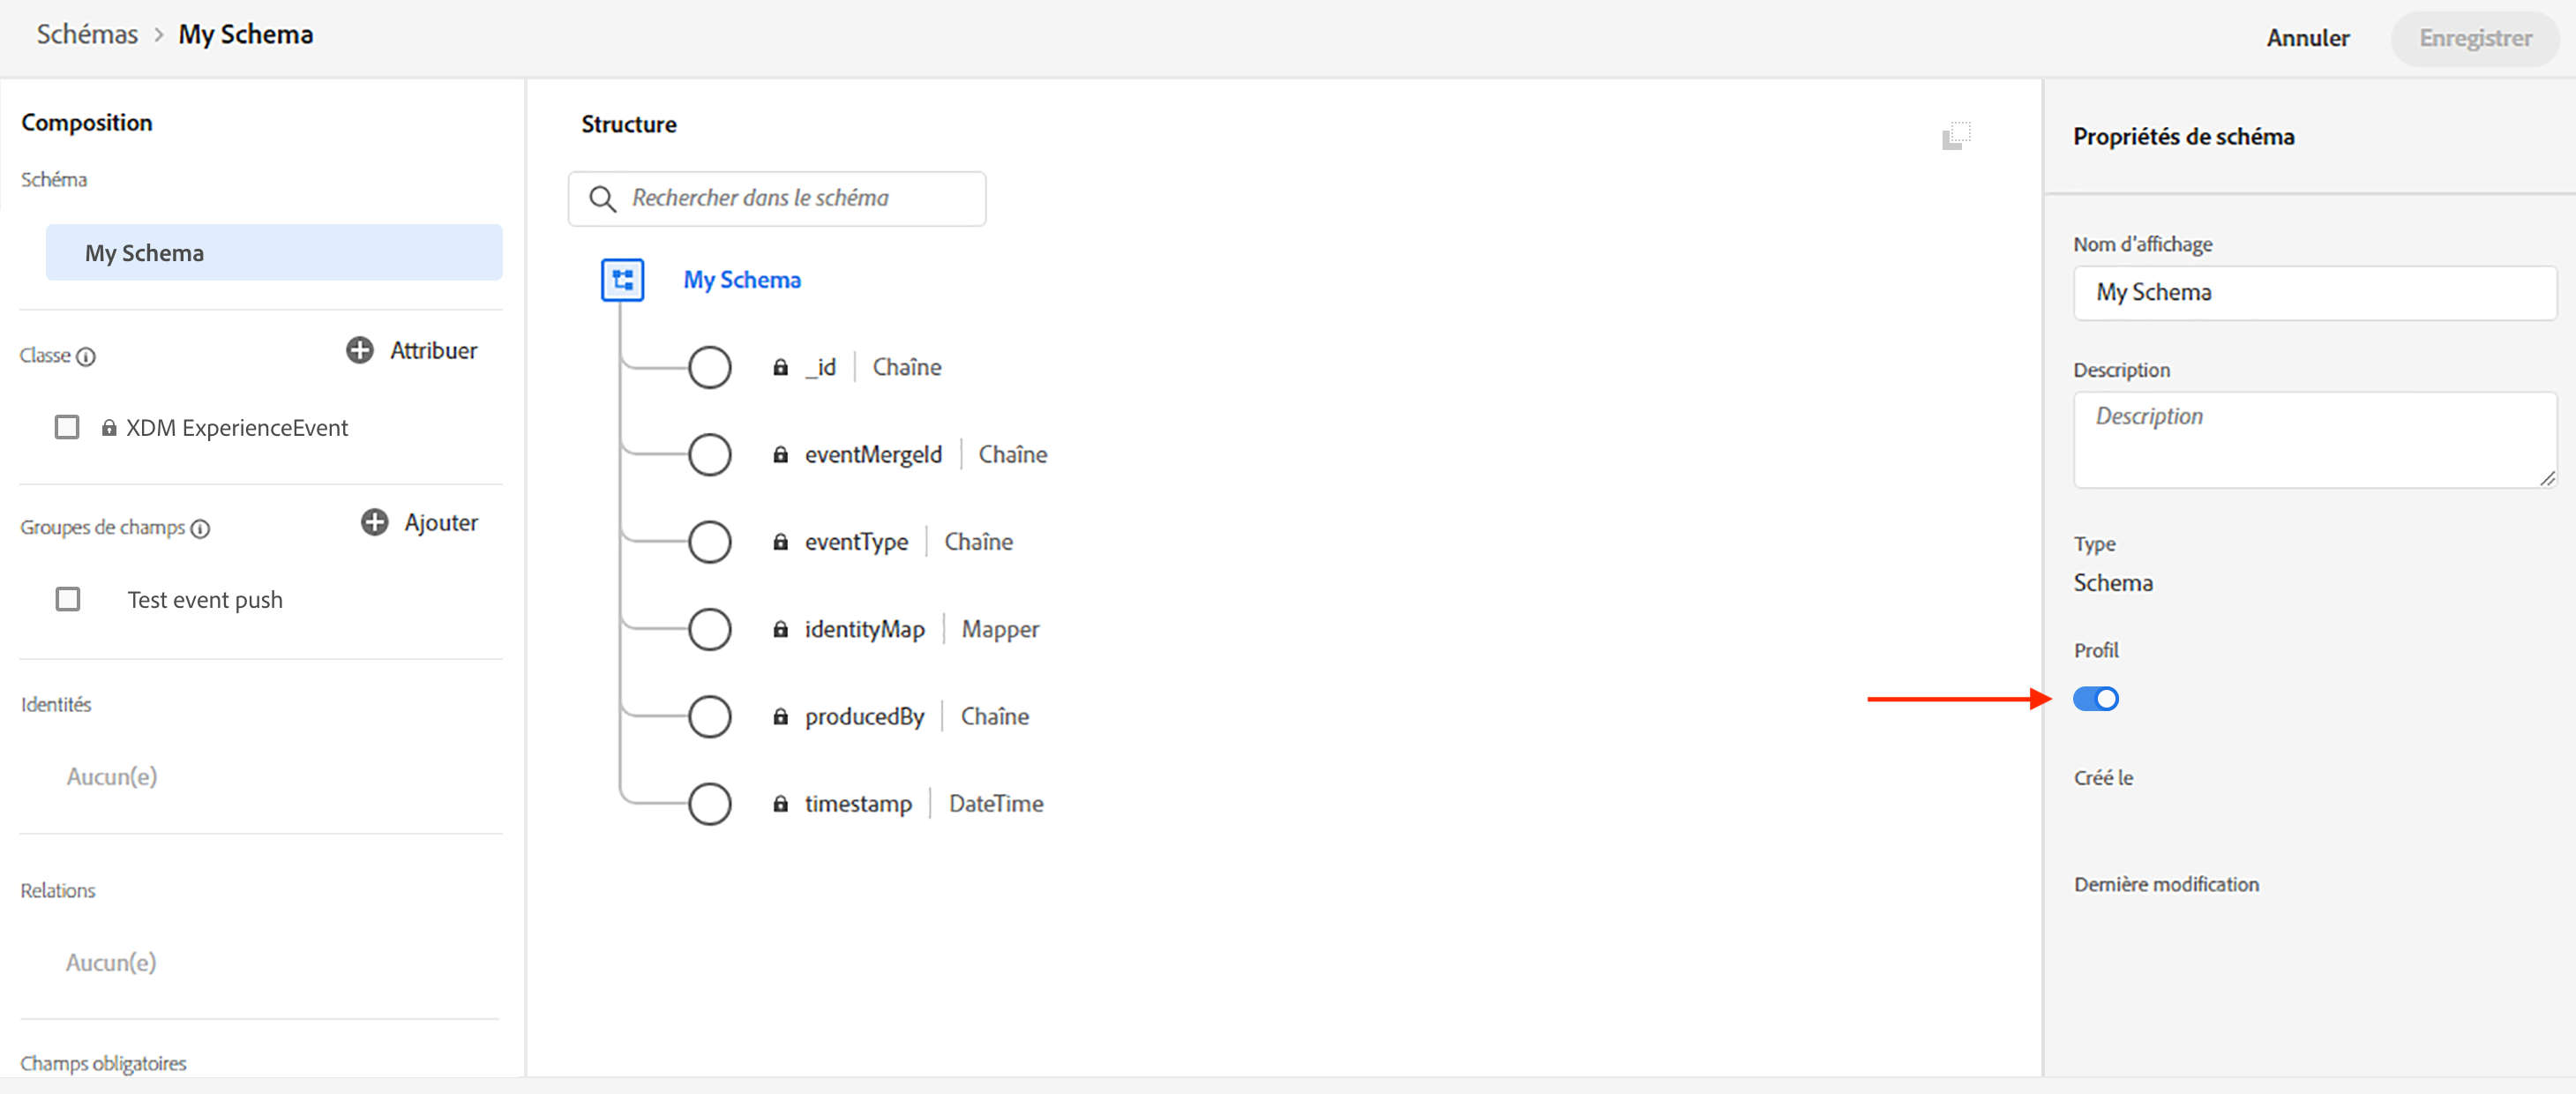 Schémas > My Schema
Annuler
Enregistrer
Composition
Schéma
My Schema
Classe
Attribuer
XDM ExperienceEvent
Groupes de champs
Ajouter
Test event push
Identités
Aucun(e)
Relations
Aucun(e)
Champs obligatoires
Structure
Rechercher dans le schéma
My Schema
_id | Chaîne
eventMergeId | Chaîne
eventType | Chaîne
identityMap | Mapper
producedBy | Chaîne
timestamp | DateTime
Propriétés de schéma
Nom d'affichage
My Schema
Description
Description
Type
Schema
Profil
Créé le
Dernière modification